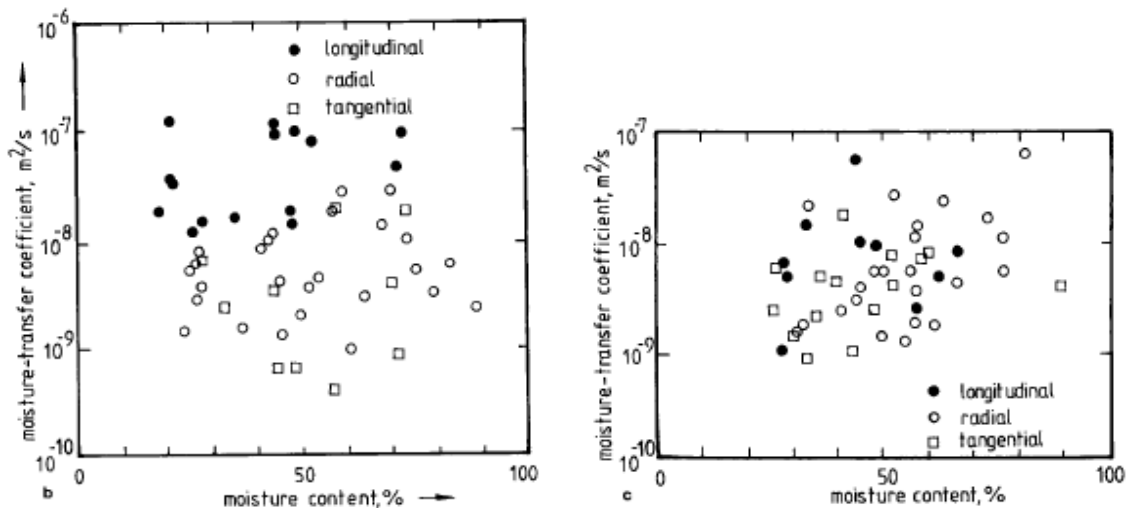 10^-6
longitudinal
radial
tangential
10^-7
10^-8
10^-9
10^-10
moisture-transfer coefficient, m²/s
0
50
100
b
moisture content, %
10^-7
10^-8
10^-9
10^-10
moisture-transfer coefficient, m²/s
longitudinal
radial
tangential
0
50
100
c
moisture content, %